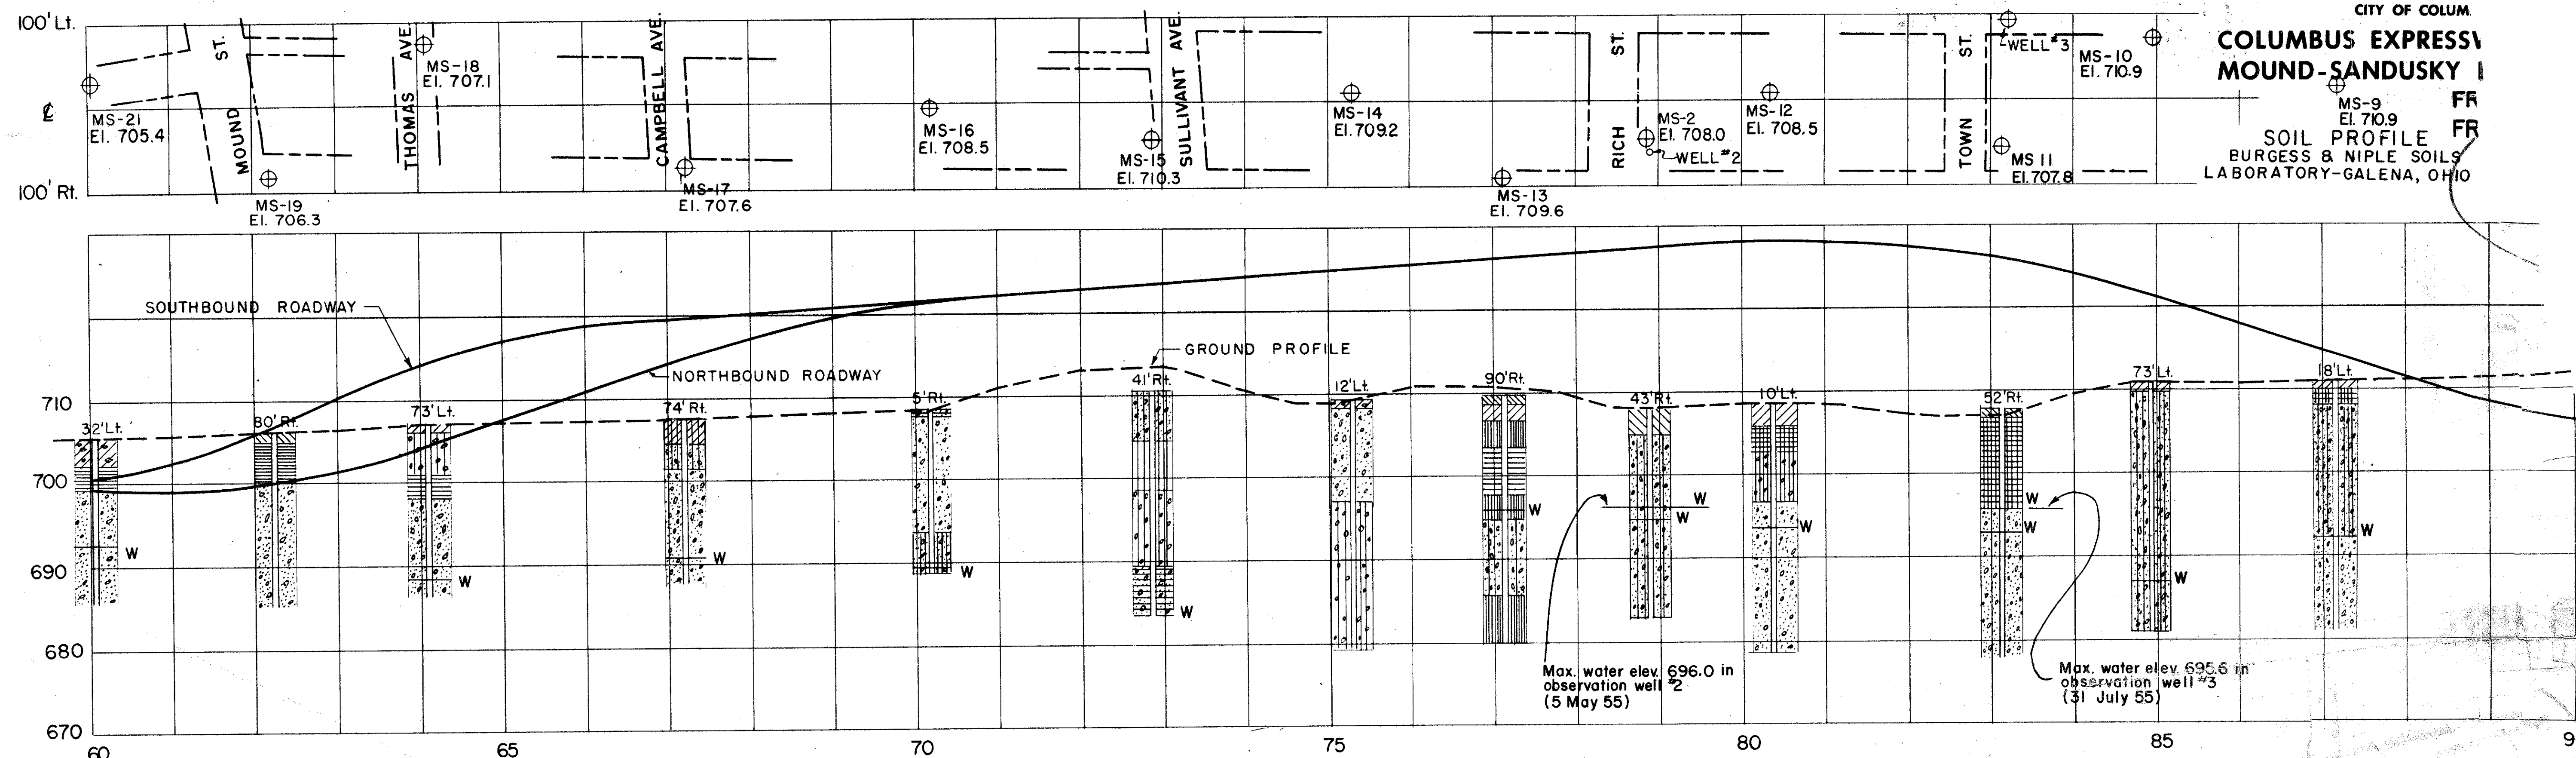 100' Lt.
℄
100' Rt.
MS-21
El. 705.4
MOUND ST.
MS-19
El. 706.3
THOMAS AVE.
MS-18
El. 707.1
CAMPBELL AVE.
MS-17
El. 707.6
MS-16
El. 708.5
MS-15
El. 710.3
SULLIVANT AVE.
MS-14
El. 709.2
MS-13
El. 709.6
RICH ST.
MS-2
El. 708.0
WELL #2
MS-12
El. 708.5
TOWN ST.
WELL #3
MS 11
El. 707.8
MS-10
El. 710.9
MS-9
El. 710.9
CITY OF COLUM
COLUMBUS EXPRESSW
MOUND-SANDUSKY
FR
FR
SOIL PROFILE
BURGESS & NIPLE SOILS
LABORATORY-GALENA, OHIO
SOUTHBOUND ROADWAY
NORTHBOUND ROADWAY
GROUND PROFILE
710
700
690
680
670
32' Lt.
80' Rt.
73' Lt.
74' Rt.
5' Rt.
41' Rt.
12' Lt.
90' Rt.
43' Rt.
10' Lt.
52' Rt.
73' Lt.
18' Lt.
W
W
W
W
W
W
W
W
W
W
W
W
W
Max. water elev. 696.0 in
observation well #2
(5 May 55)
Max. water elev. 695.6 in
observation well #3
(31 July 55)
60
65
70
75
80
85
9